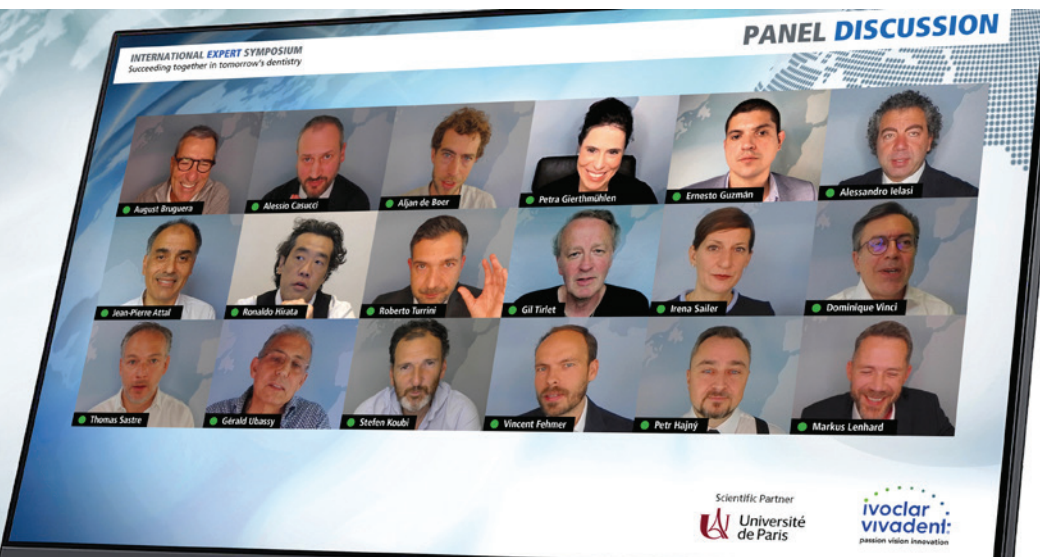 PANEL DISCUSSION
INTERNATIONAL EXPERT SYMPOSIUM
Succeeding together in tomorrow's dentistry
August Bruguera
Alessio Casucci
Aljan de Boer
Petra Gierthmühlen
Ernesto Guzmán
Alessandro Ielasi
Jean-Pierre Attal
Ronaldo Hirata
Roberto Turrini
Gil Tirlet
Irena Sailer
Dominique Vinci
Thomas Sastre
Gérald Ubassy
Stefen Koubi
Vincent Fehmer
Petr Hajný
Markus Lenhard
Scientific Partner
Université
de Paris
ivoclar
vivadent:
passion vision innovation